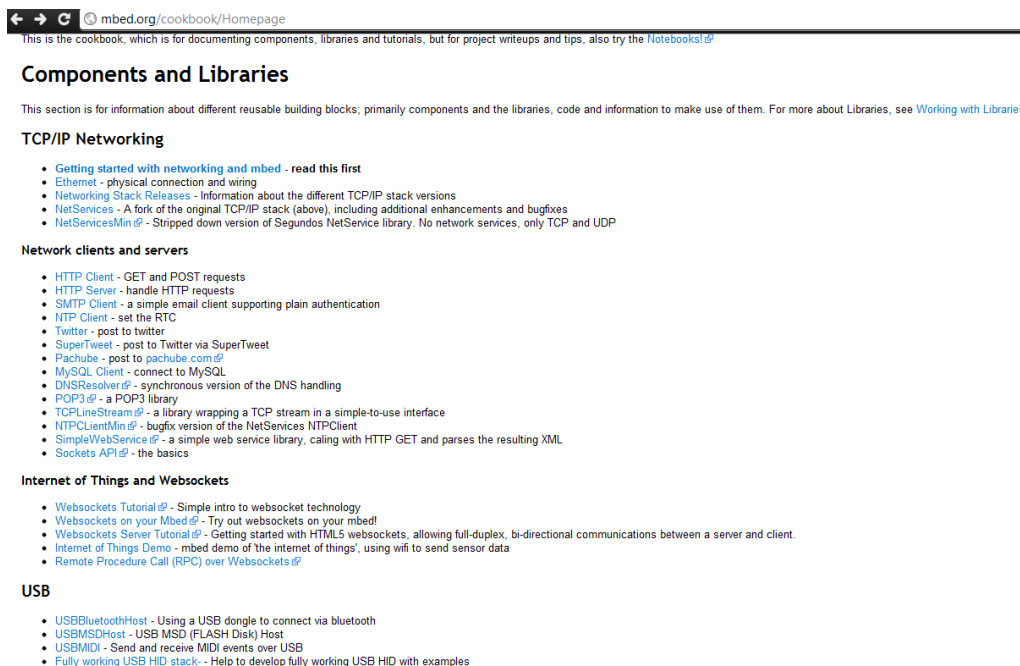 mbed.org/cookbook/Homepage
This is the cookbook, which is for documenting components, libraries and tutorials, but for project writeups and tips, also try the Notebooks!
Components and Libraries
This section is for information about different reusable building blocks; primarily components and the libraries, code and information to make use of them. For more about Libraries, see Working with Libraries
TCP/IP Networking
Getting started with networking and mbed - read this first
Ethernet - physical connection and wiring
Networking Stack Releases - Information about the different TCP/IP stack versions
NetServices - A fork of the original TCP/IP stack (above), including additional enhancements and bugfixes
NetServicesMin - Stripped down version of Segundos NetService library. No network services, only TCP and UDP
Network clients and servers
HTTP Client - GET and POST requests
HTTP Server - handle HTTP requests
SMTP Client - a simple email client supporting plain authentication
NTP Client - set the RTC
Twitter - post to twitter
SuperTweet - post to Twitter via SuperTweet
Pachube - post to pachube.com
MySQL Client - connect to MySQL
DNSResolver - synchronous version of the DNS handling
POP3 - a POP3 library
TCPLineStream - a library wrapping a TCP stream in a simple-to-use interface
NTPCLientMin - bugfix version of the NetServices NTPClient
SimpleWebService - a simple web service library, caling with HTTP GET and parses the resulting XML
Sockets API - the basics
Internet of Things and Websockets
Websockets Tutorial - Simple intro to websocket technology
Websockets on your Mbed - Try out websockets on your mbed!
Websockets Server Tutorial - Getting started with HTML5 websockets, allowing full-duplex, bi-directional communications between a server and client.
Internet of Things Demo - mbed demo of 'the internet of things', using wifi to send sensor data
Remote Procedure Call (RPC) over Websockets
USB
USBBluetoothHost - Using a USB dongle to connect via bluetooth
USBMSDHost - USB MSD (FLASH Disk) Host
USBMIDI - Send and receive MIDI events over USB
Fully working USB HID stack- - Help to develop fully working USB HID with examples